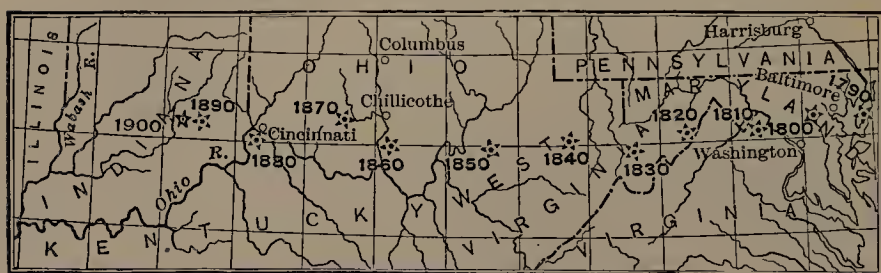 ILLINOIS
Wabash R.
INDIANA
OHIO
Columbus
PENNSYLVANIA
Harrisburg
MARYLAND
Baltimore
1790
1900
1890
1870
Chillicothe
Cincinnati
1880
1860
1850
1840
1830
1820
1810
1800
Washington
Ohio R.
KENTUCKY
WEST VIRGINIA
VIRGINIA